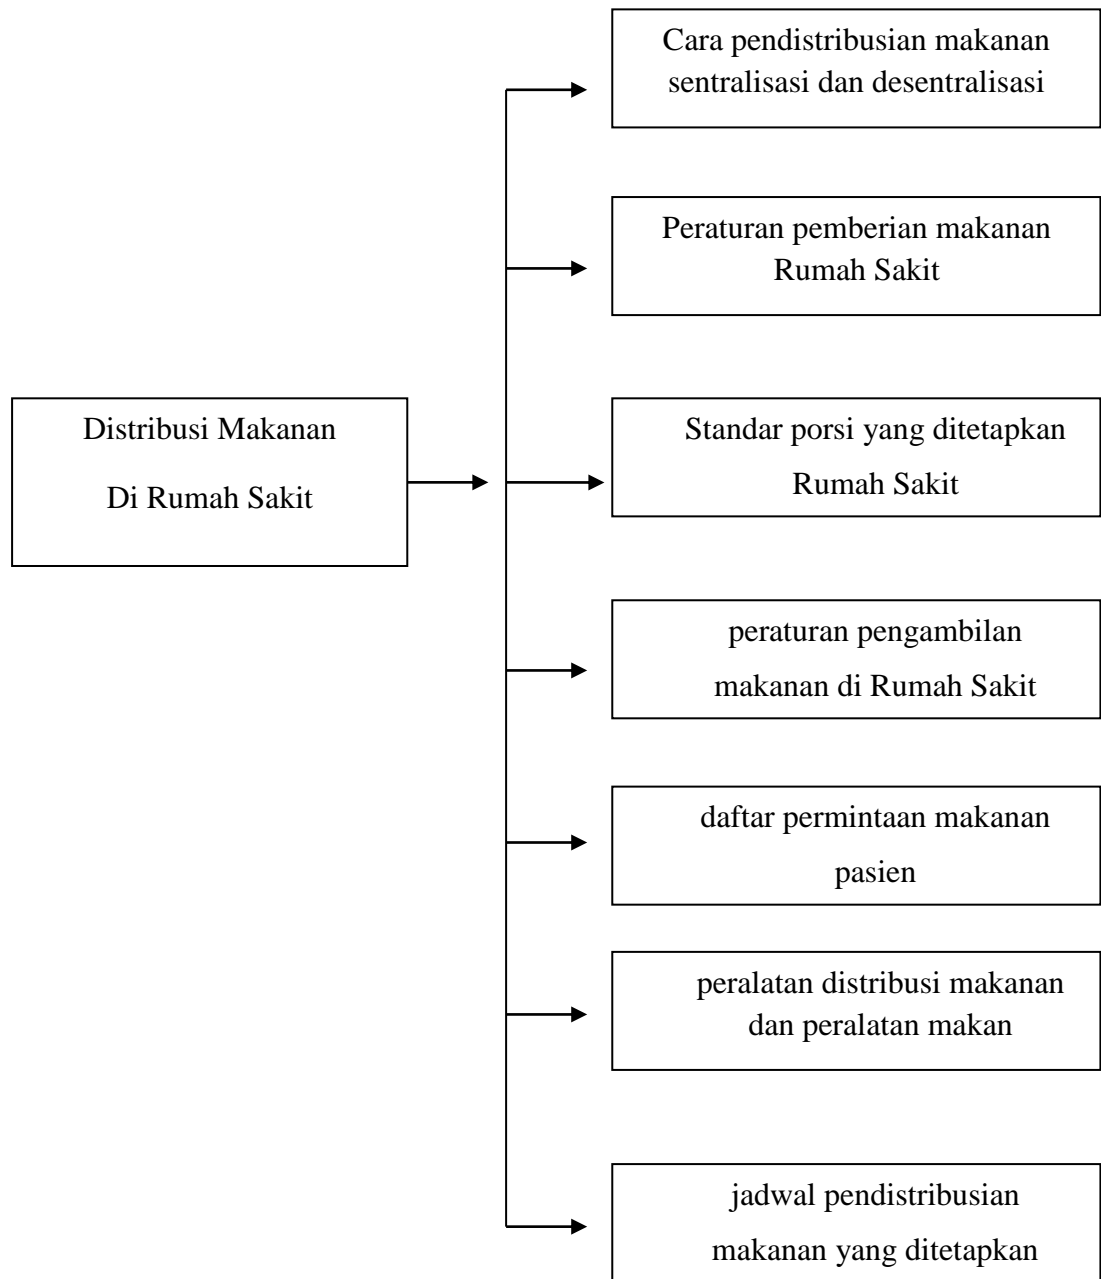 Cara pendistribusian makanan
sentralisasi dan desentralisasi
Peraturan pemberian makanan
Rumah Sakit
Distribusi Makanan
Di Rumah Sakit
Standar porsi yang ditetapkan
Rumah Sakit
peraturan pengambilan
makanan di Rumah Sakit
daftar permintaan makanan
pasien
peralatan distribusi makanan
dan peralatan makan
jadwal pendistribusian
makanan yang ditetapkan